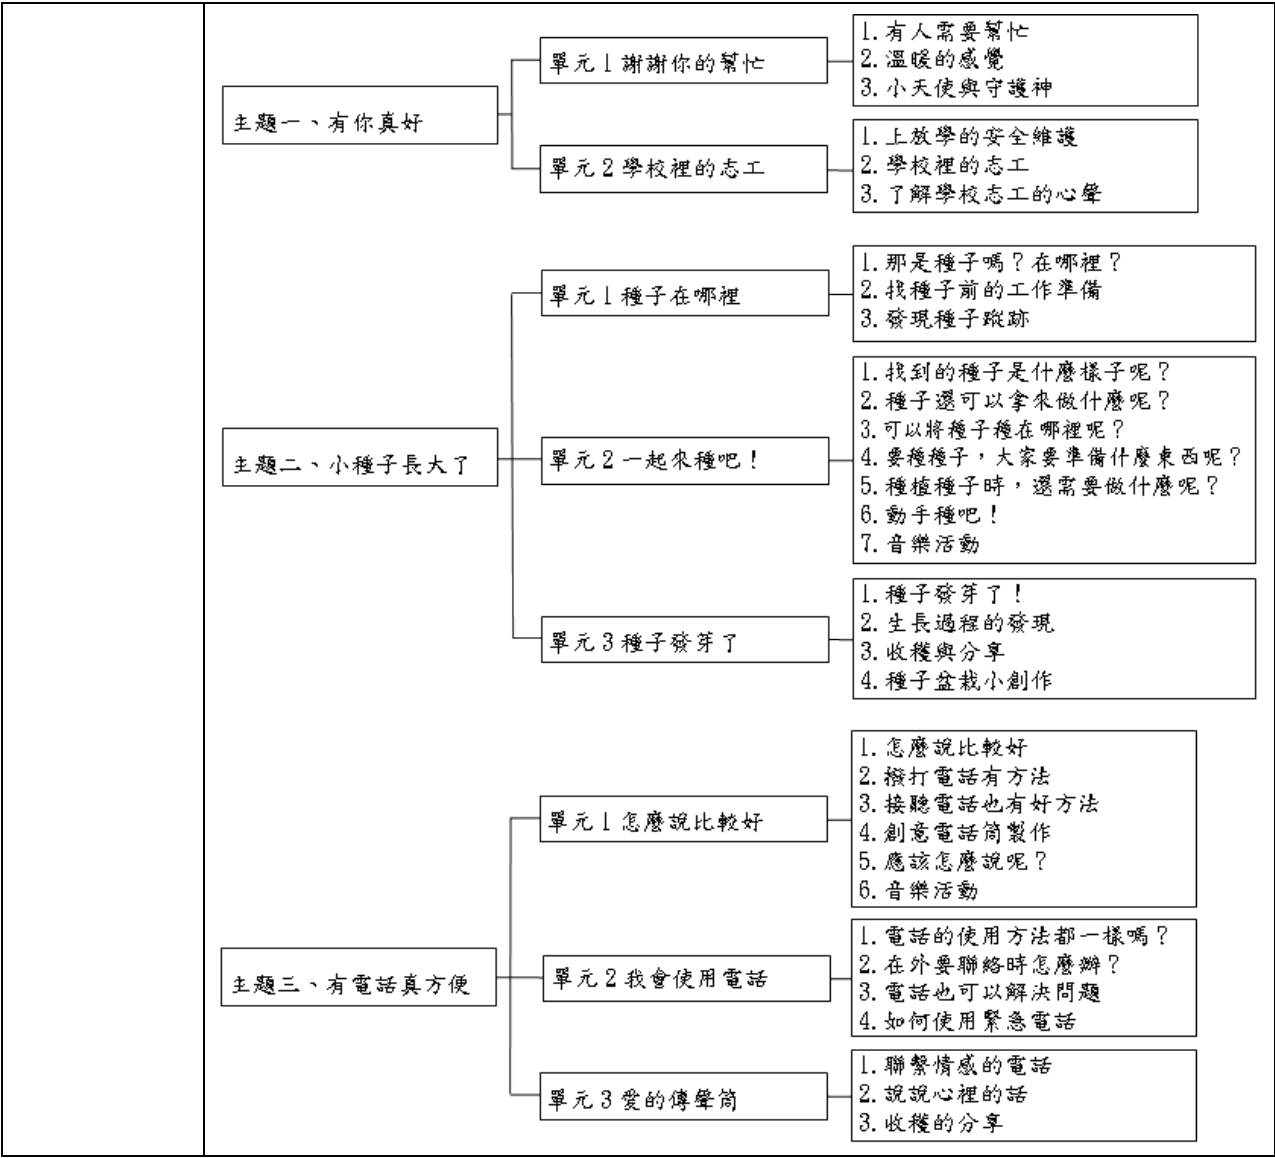 主題一、有你真好
單元1謝謝你的幫忙
1.有人需要幫忙
2.溫暖的感覺
3.小天使與守護神
單元2學校裡的志工
1.上放學的安全維護
2.學校裡的志工
3.了解學校志工的心聲
主題二、小種子長大了
單元1種子在哪裡
1.那是種子嗎？在哪裡？
2.找種子前的工作準備
3.發現種子蹤跡
單元2一起來種吧！
1.找到的種子是什麼樣子呢？
2.種子還可以拿來做什麼呢？
3.可以將種子種在哪裡呢？
4.要種種子，大家要準備什麼東西呢？
5.種植種子時，還需要做什麼呢？
6.動手種吧！
7.音樂活動
單元3種子發芽了
1.種子發芽了！
2.生長過程的發現
3.收穫與分享
4.種子盆栽小創作
主題三、有電話真方便
單元1怎麼說比較好
1.怎麼說比較好
2.撥打電話有方法
3.接聽電話也有好方法
4.創意電話筒製作
5.應該怎麼說呢？
6.音樂活動
單元2我會使用電話
1.電話的使用方法都一樣嗎？
2.在外要聯絡時怎麼辦？
3.電話也可以解決問題
4.如何使用緊急電話
單元3愛的傳聲筒
1.聯繫情感的電話
2.說說心裡的話
3.收穫的分享